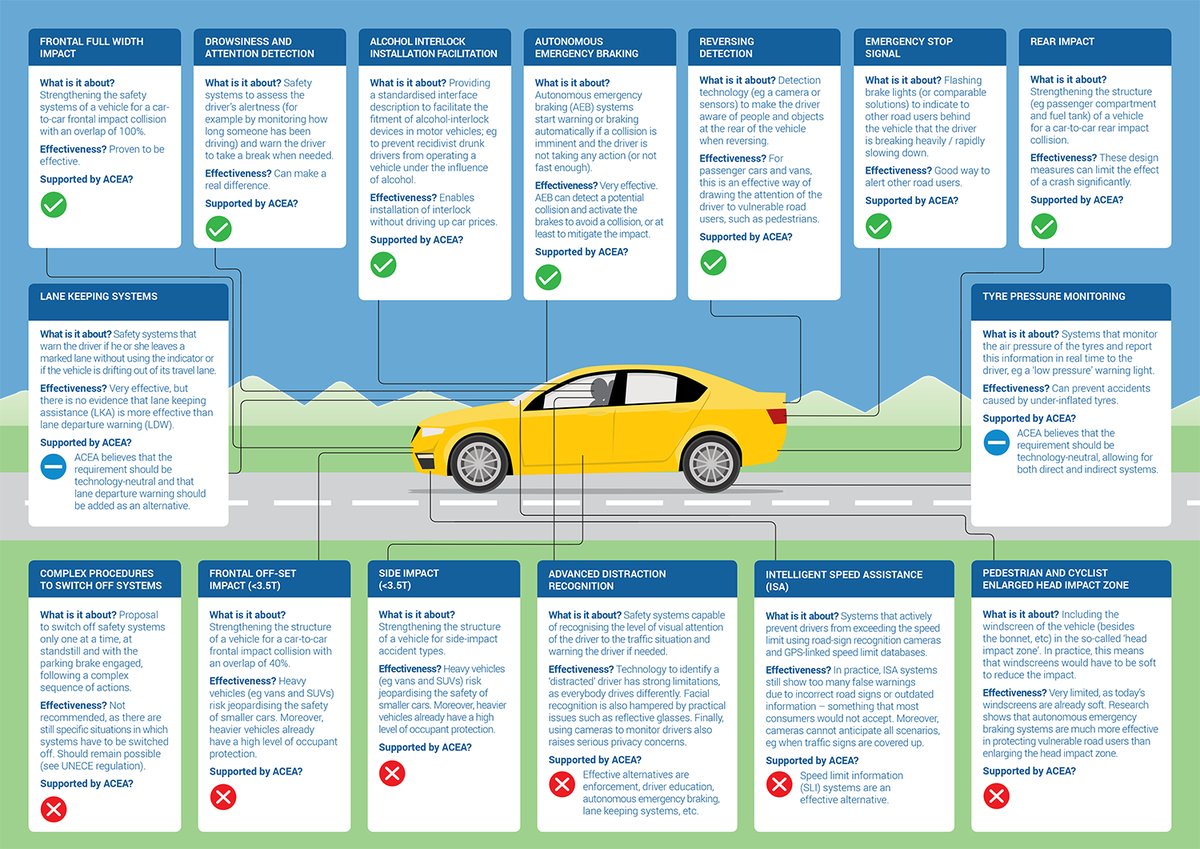 FRONTAL FULL WIDTH
IMPACT
What is it about?
Strengthening the safety
systems of a vehicle for a car-
to-car frontal impact collision
with an overlap of 100%.
Effectiveness? Proven to be
effective.
Supported by ACEA?
DROWSINESS AND
ATTENTION DETECTION
What is it about? Safety
systems to assess the
driver's alertness (for
example by monitoring how
long someone has been
driving) and warn the driver
to take a break when needed.
Effectiveness? Can make a
real difference.
Supported by ACEA?
ALCOHOL INTERLOCK
INSTALLATION FACILITATION
What is it about? Providing
a standardised interface
description to facilitate the
fitment of alcohol-interlock
devices in motor vehicles; eg
to prevent recidivist drunk
drivers from operating a
vehicle under the influence
of alcohol.
Effectiveness? Enables
installation of interlock
without driving up car prices.
Supported by ACEA?
AUTONOMOUS
EMERGENCY BRAKING
What is it about?
Autonomous emergency
braking (AEB) systems
start warning or braking
automatically if a collision is
imminent and the driver is
not taking any action (or not
fast enough).
Effectiveness? Very effective.
AEB can detect a potential
collision and activate the
brakes to avoid a collision, or at
least to mitigate the impact.
Supported by ACEA?
REVERSING
DETECTION
What is it about? Detection
technology (eg a camera or
sensors) to make the driver
aware of people and objects
at the rear of the vehicle
when reversing.
Effectiveness? For
passenger cars and vans,
this is an effective way of
drawing the attention of the
driver to vulnerable road
users, such as pedestrians.
Supported by ACEA?
EMERGENCY STOP
SIGNAL
What is it about? Flashing
brake lights (or comparable
solutions) to indicate to
other road users behind
the vehicle that the driver
is breaking heavily / rapidly
slowing down.
Effectiveness? Good way to
alert other road users.
Supported by ACEA?
REAR IMPACT
What is it about?
Strengthening the structure
(eg passenger compartment
and fuel tank) of a vehicle
for a car-to-car rear impact
collision.
Effectiveness? These design
measures can limit the effect
of a crash significantly.
Supported by ACEA?
LANE KEEPING SYSTEMS
What is it about? Safety systems that
warn the driver if he or she leaves a
marked lane without using the indicator or
if the vehicle is drifting out of its travel lane.
Effectiveness? Very effective, but
there is no evidence that lane keeping
assistance (LKA) is more effective than
lane departure warning (LDW).
Supported by ACEA?
ACEA believes that the
requirement should be
technology-neutral and that
lane departure warning should
be added as an alternative.
TYRE PRESSURE MONITORING
What is it about? Systems that monitor
the air pressure of the tyres and report
this information in real time to the
driver, eg a 'low pressure' warning light.
Effectiveness? Can prevent accidents
caused by under-inflated tyres.
Supported by ACEA?
ACEA believes that the
requirement should be
technology-neutral, allowing for
both direct and indirect systems.
COMPLEX PROCEDURES
TO SWITCH OFF SYSTEMS
What is it about? Proposal
to switch off safety systems
only one at a time, at
standstill and with the
parking brake engaged,
following a complex
sequence of actions.
Effectiveness? Not
recommended, as there are
still specific situations in which
systems have to be switched
off. Should remain possible
(see UNECE regulation).
Supported by ACEA?
FRONTAL OFF-SET
IMPACT (<3.5T)
What is it about?
Strengthening the structure
of a vehicle for a car-to-car
frontal impact collision with
an overlap of 40%.
Effectiveness? Heavy
vehicles (eg vans and SUVs)
risk jeopardising the safety
of smaller cars. Moreover,
heavier vehicles already
have a high level of occupant
protection.
Supported by ACEA?
SIDE IMPACT
(<3.5T)
What is it about?
Strengthening the structure
of a vehicle for side-impact
accident types.
Effectiveness? Heavy vehicles
(eg vans and SUVs) risk
jeopardising the safety of
smaller cars. Moreover, heavier
vehicles already have a high
level of occupant protection.
Supported by ACEA?
ADVANCED DISTRACTION
RECOGNITION
What is it about? Safety systems capable
of recognising the level of visual attention
of the driver to the traffic situation and
warning the driver if needed.
Effectiveness? Technology to identify a
'distracted' driver has strong limitations,
as everybody drives differently. Facial
recognition is also hampered by practical
issues such as reflective glasses. Finally,
using cameras to monitor drivers also
raises serious privacy concerns.
Supported by ACEA?
Effective alternatives are
enforcement, driver education,
autonomous emergency braking,
lane keeping systems, etc.
INTELLIGENT SPEED ASSISTANCE
(ISA)
What is it about? Systems that actively
prevent drivers from exceeding the speed
limit using road-sign recognition cameras
and GPS-linked speed limit databases.
Effectiveness? In practice, ISA systems
still show too many false warnings
due to incorrect road signs or outdated
information – something that most
consumers would not accept. Moreover,
cameras cannot anticipate all scenarios,
eg when traffic signs are covered up.
Supported by ACEA?
Speed limit information
(SLI) systems are an
effective alternative.
PEDESTRIAN AND CYCLIST
ENLARGED HEAD IMPACT ZONE
What is it about? Including the
windscreen of the vehicle (besides
the bonnet, etc) in the so-called 'head
impact zone'. In practice, this means
that windscreens would have to be soft
to reduce the impact.
Effectiveness? Very limited, as today's
windscreens are already soft. Research
shows that autonomous emergency
braking systems are much more effective
in protecting vulnerable road users than
enlarging the head impact zone.
Supported by ACEA?